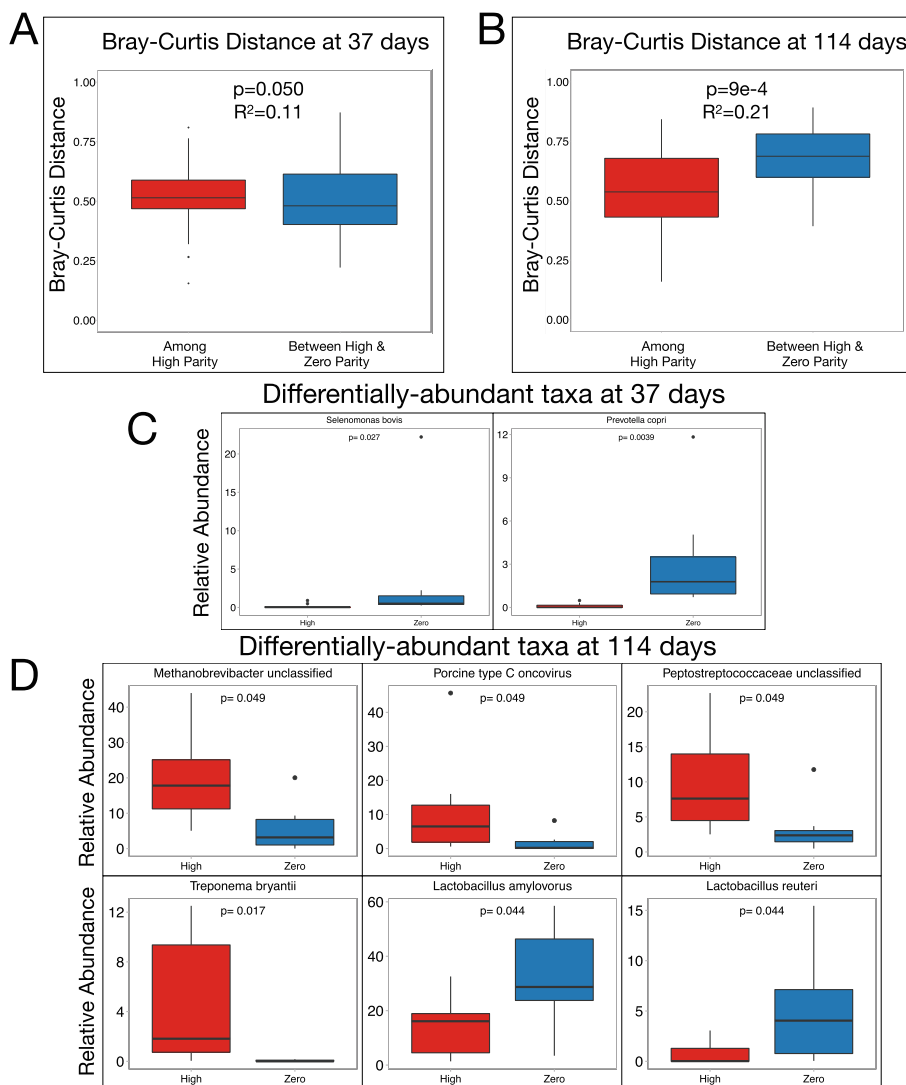 A
Bray-Curtis Distance at 37 days
Bray-Curtis Distance
1.00
0.75
0.50
0.25
0.00
p=0.050
R²=0.11
Among
High Parity
Between High &
Zero Parity
B
Bray-Curtis Distance at 114 days
Bray-Curtis Distance
1.00
0.75
0.50
0.25
0.00
p=9e-4
R²=0.21
Among
High Parity
Between High &
Zero Parity
Differentially-abundant taxa at 37 days
C
Relative Abundance
Selenomonas bovis
p= 0.027
20
15
10
5
0
High Zero
Prevotella copri
p= 0.0039
12
9
6
3
0
High Zero
Differentially-abundant taxa at 114 days
D
Relative Abundance
Methanobrevibacter unclassified
p= 0.049
40
30
20
10
0
High Zero
Porcine type C oncovirus
p= 0.049
40
30
20
10
0
High Zero
Peptostreptococcaceae unclassified
p= 0.049
20
15
10
5
0
High Zero
Relative Abundance
Treponema bryantii
p= 0.017
12
8
4
0
High Zero
Lactobacillus amylovorus
p= 0.044
60
40
20
0
High Zero
Lactobacillus reuteri
p= 0.044
15
10
5
0
High Zero